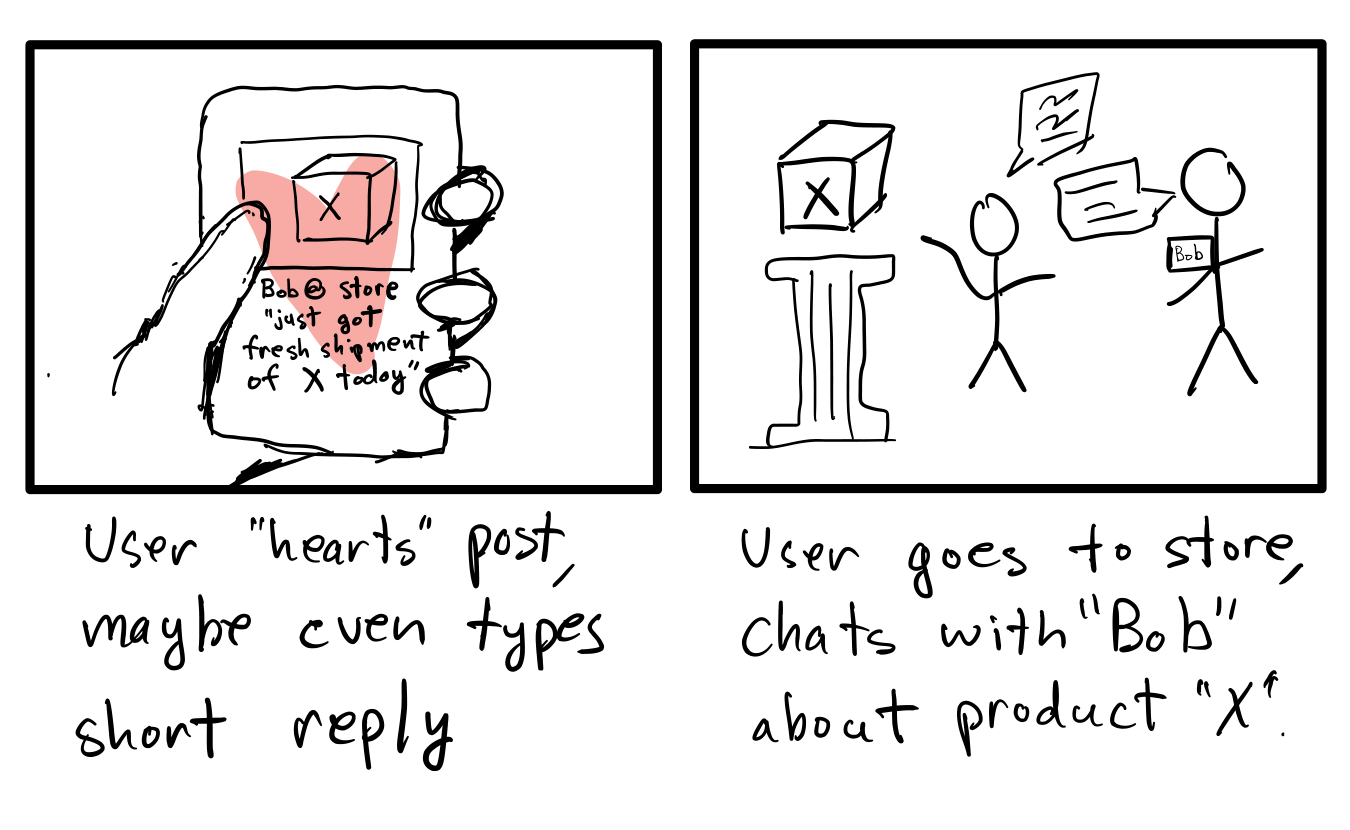 X
Bob @ store
"just got
fresh shipment
of X today"
User "hearts" post,
maybe even types
short reply
X
Bob
User goes to store,
chats with "Bob"
about product "X".